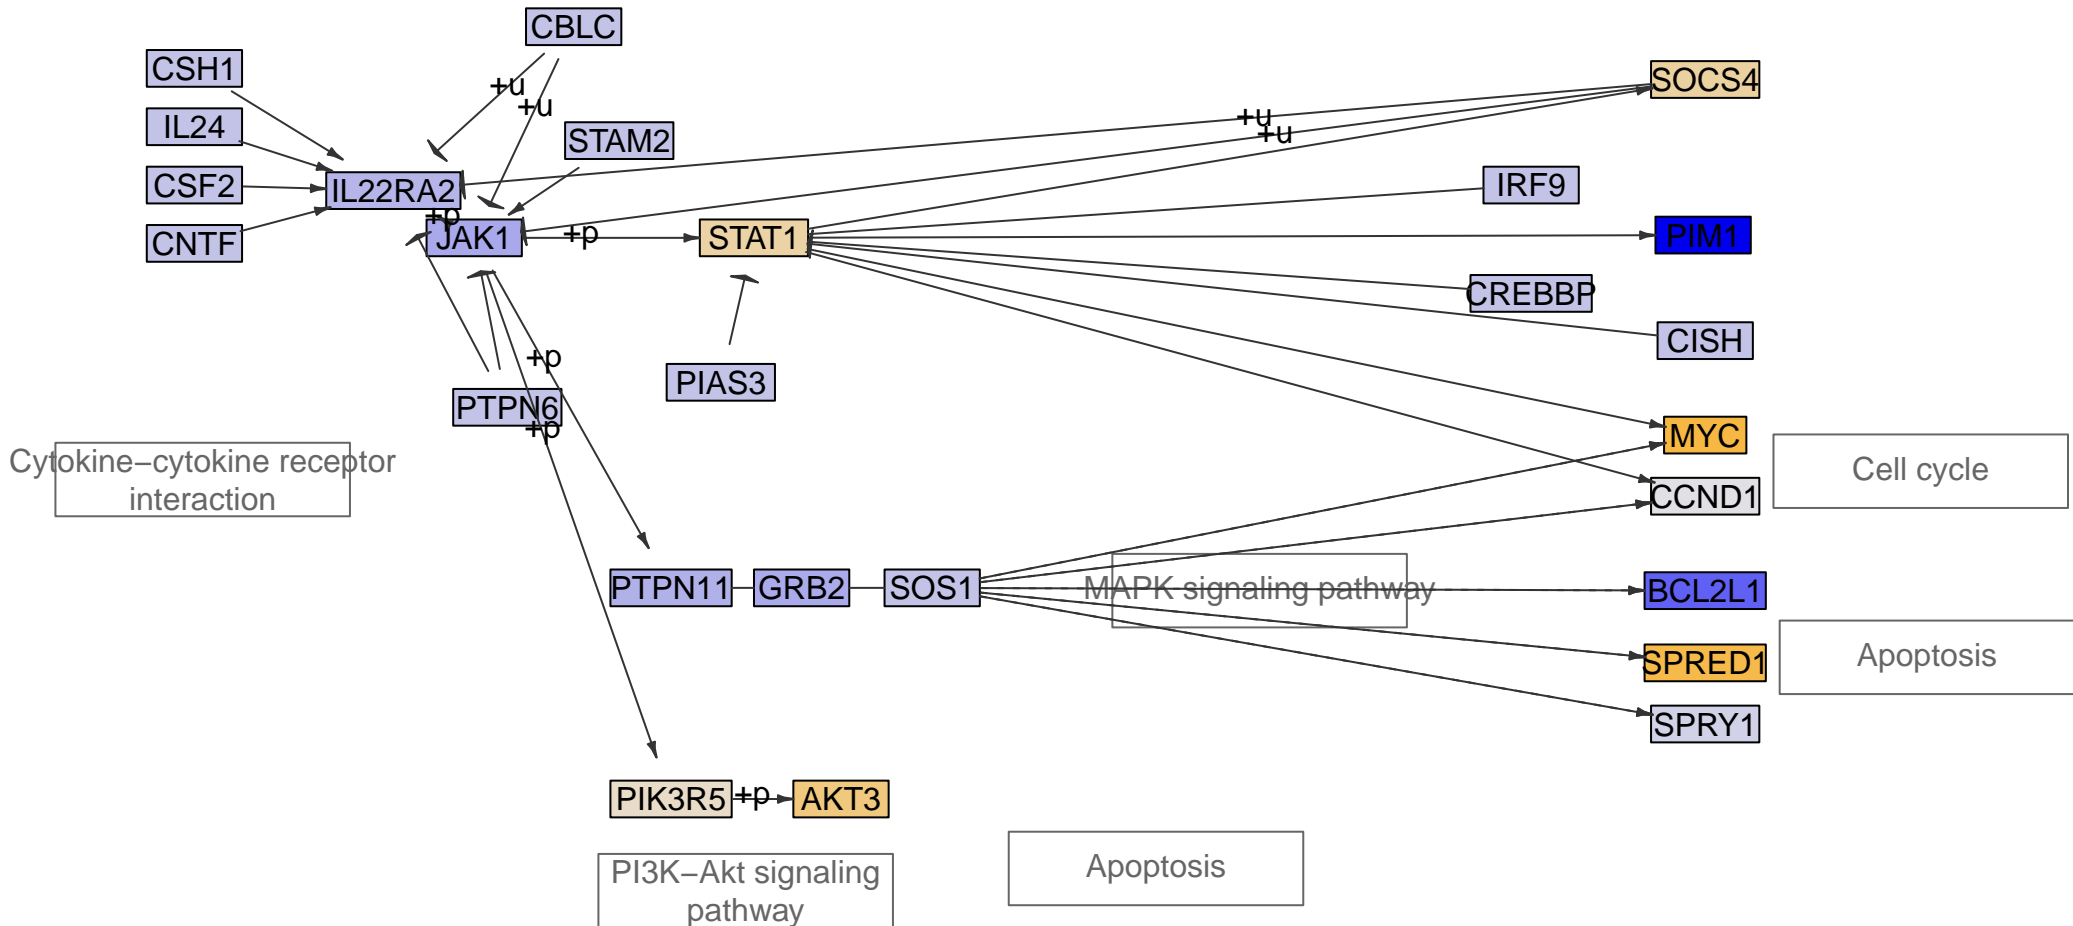 CBLC
CSH1
SOCS4
+u
+u
+u
+u
IL24
STAM2
CSF2
IL22RA2
IRF9
+p
CNTF
JAK1
+p
STAT1
PIM1
CREBBP
CISH
+p
PIAS3
PTPN6
+p
MYC
Cytokine–cytokine receptor
interaction
Cell cycle
CCND1
PTPN11
GRB2
SOS1
MAPK signaling pathway
BCL2L1
SPRED1
Apoptosis
SPRY1
PIK3R5
+p
AKT3
PI3K–Akt signaling
pathway
Apoptosis